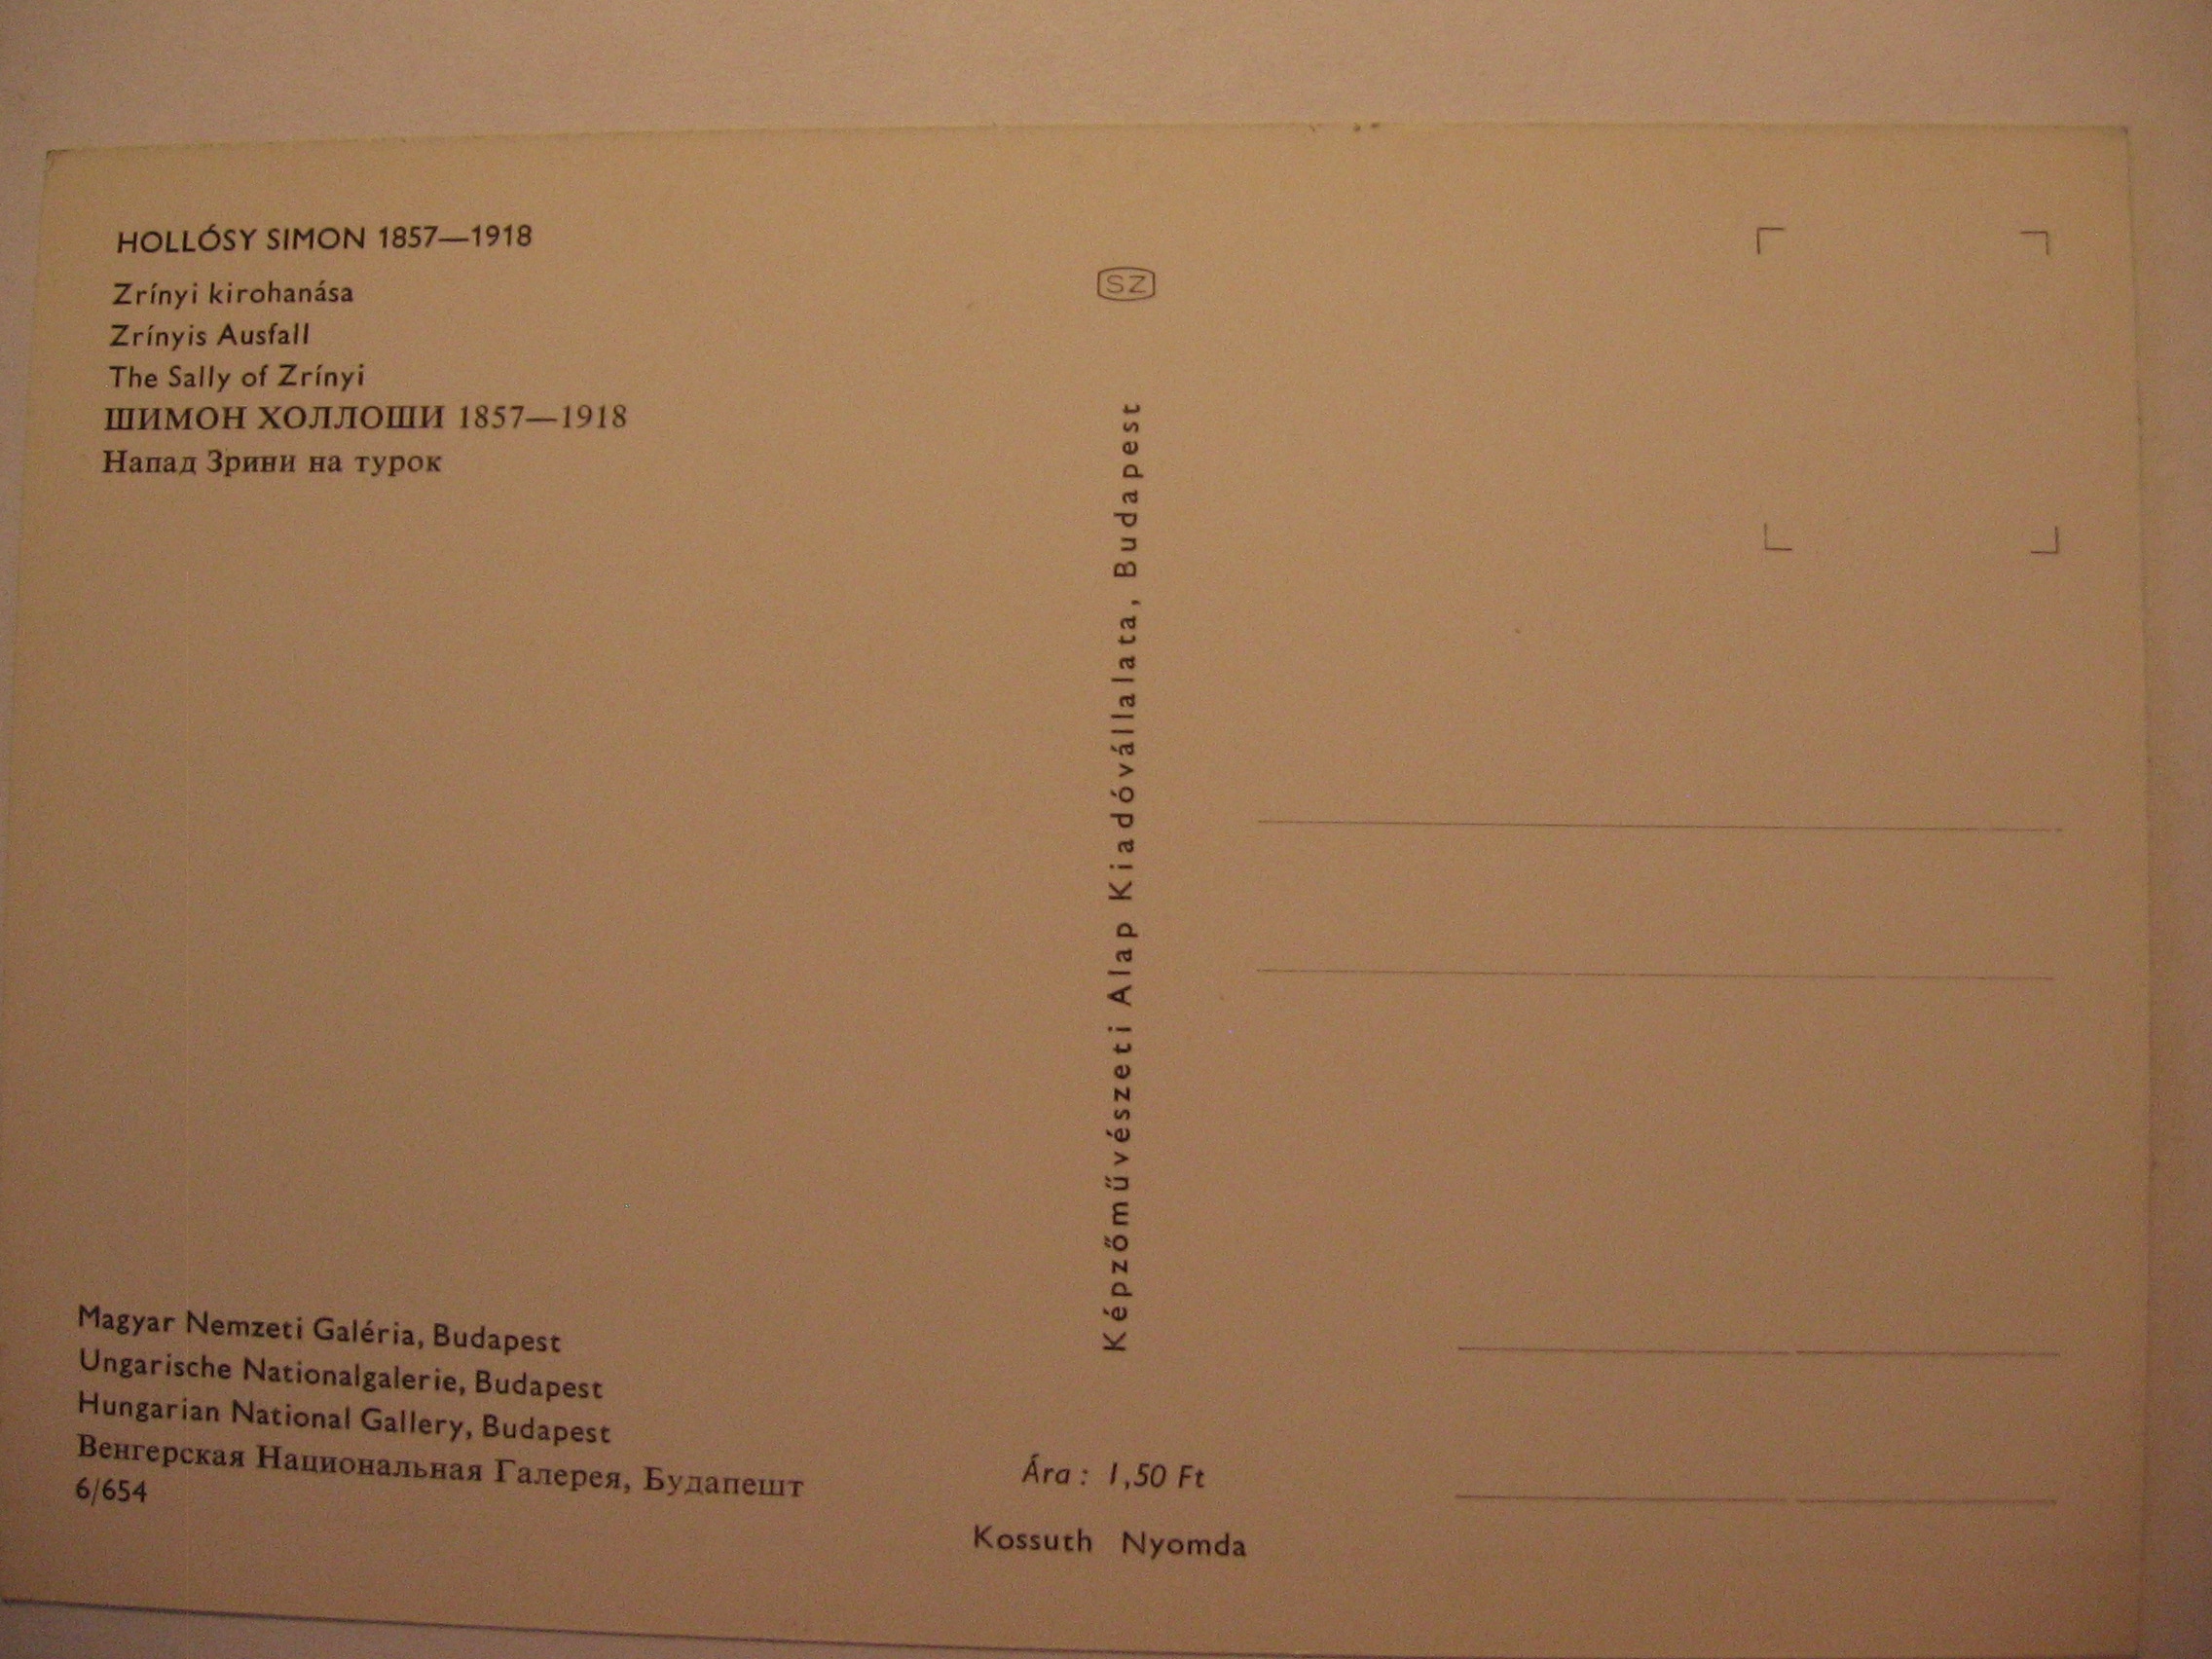 HOLLÓSY SIMON 1857—1918
Zrínyi kirohanása
Zrínyis Ausfall
The Sally of Zrínyi
ШИМОН ХОЛЛОШИ 1857—1918
Напад Зрини на турок
Magyar Nemzeti Galéria, Budapest
Ungarische Nationalgalerie, Budapest
Hungarian National Gallery, Budapest
Венгерская Национальная Галерея, Будапешт
6/654
SZ
Képzőművészeti Alap Kiadóvállalata, Budapest
Ára: 1,50 Ft
Kossuth Nyomda